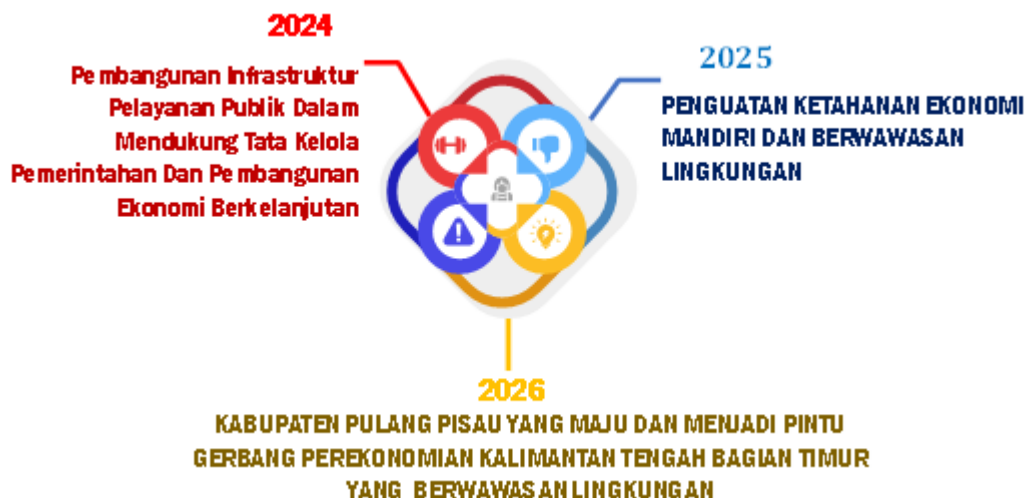 2024
Pembangunan Infrastruktur
Pelayanan Publik Dalam
Mendukung Tata Kelola
Pemerintahan Dan Pembangunan
Ekonomi Berkelanjutan
2025
PENGUATAN KETAHANAN EKONOMI
MANDIRI DAN BERWAWASAN
LINGKUNGAN
2026
KABUPATEN PULANG PISAU YANG MAJU DAN MENJADI PINTU
GERBANG PEREKONOMIAN KALIMANTAN TENGAH BAGIAN TIMUR
YANG BERWAWASAN LINGKUNGAN